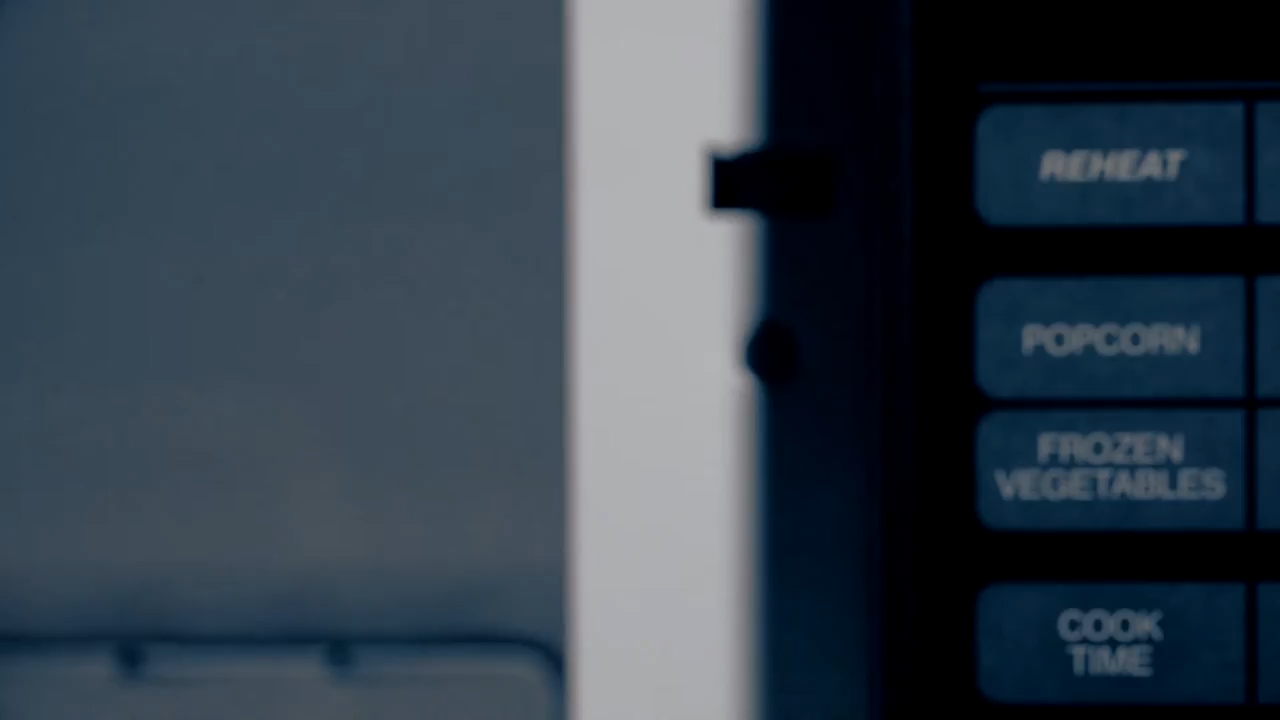 REHEAT
POPCORN
FROZEN
VEGETABLES
COOK
TIME